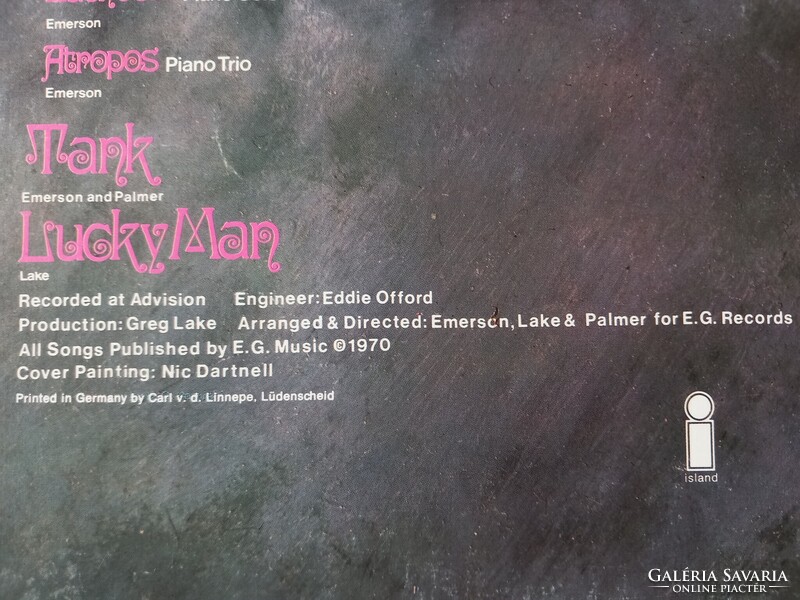 Emerson
Atropos Piano Trio
Emerson
Tank
Emerson and Palmer
Lucky Man
Lake
Recorded at Advision Engineer: Eddie Offord
Production: Greg Lake Arranged & Directed: Emerson, Lake & Palmer for E.G. Records
All Songs Published by E.G. Music ©1970
Cover Painting: Nic Dartnell
Printed in Germany by Carl v. d. Linnepe, Lüdenscheid
island
GALÉRIA SAVARIA
ONLINE PIACTÉR